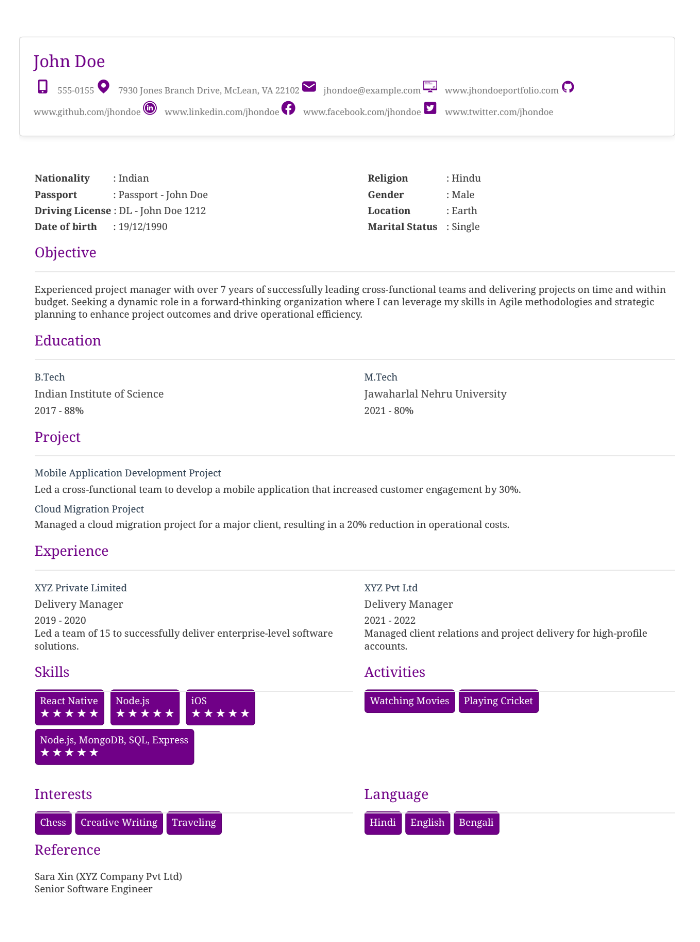 John Doe
555-0155 7930 Jones Branch Drive, McLean, VA 22102 jhondoe@example.com www.jhondoeportfolio.com
www.github.com/jhondoe www.linkedin.com/jhondoe www.facebook.com/jhondoe www.twitter.com/jhondoe
Nationality : Indian
Passport : Passport - John Doe
Driving License : DL - John Doe 1212
Date of birth : 19/12/1990
Religion : Hindu
Gender : Male
Location : Earth
Marital Status : Single
Objective
Experienced project manager with over 7 years of successfully leading cross-functional teams and delivering projects on time and within
budget. Seeking a dynamic role in a forward-thinking organization where I can leverage my skills in Agile methodologies and strategic
planning to enhance project outcomes and drive operational efficiency.
Education
B.Tech
Indian Institute of Science
2017 - 88%
M.Tech
Jawaharlal Nehru University
2021 - 80%
Project
Mobile Application Development Project
Led a cross-functional team to develop a mobile application that increased customer engagement by 30%.
Cloud Migration Project
Managed a cloud migration project for a major client, resulting in a 20% reduction in operational costs.
Experience
XYZ Private Limited
Delivery Manager
2019 - 2020
Led a team of 15 to successfully deliver enterprise-level software
solutions.
XYZ Pvt Ltd
Delivery Manager
2021 - 2022
Managed client relations and project delivery for high-profile
accounts.
Skills
React Native
★★★★★
Node.js
★★★★★
iOS
★★★★★
Node.js, MongoDB, SQL, Express
★★★★★
Activities
Watching Movies
Playing Cricket
Interests
Chess
Creative Writing
Traveling
Language
Hindi
English
Bengali
Reference
Sara Xin (XYZ Company Pvt Ltd)
Senior Software Engineer